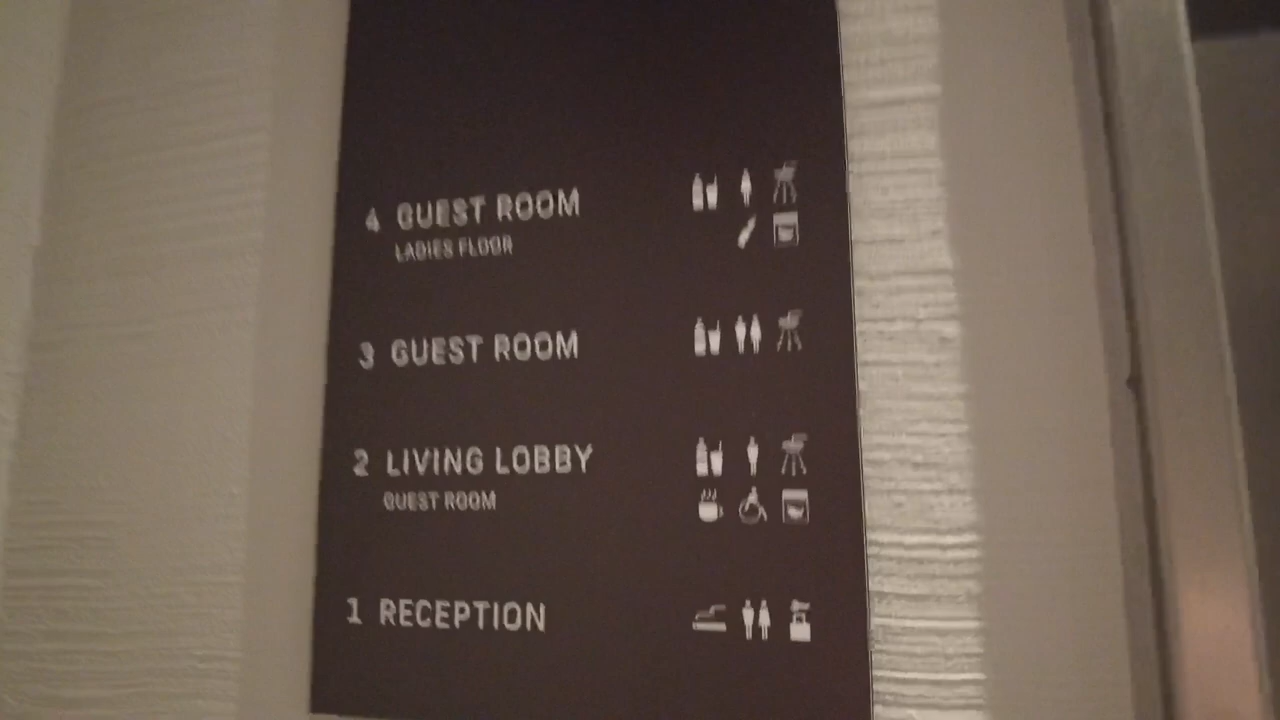 4 GUEST ROOM
LADIES FLOOR
3 GUEST ROOM
2 LIVING LOBBY
GUEST ROOM
1 RECEPTION